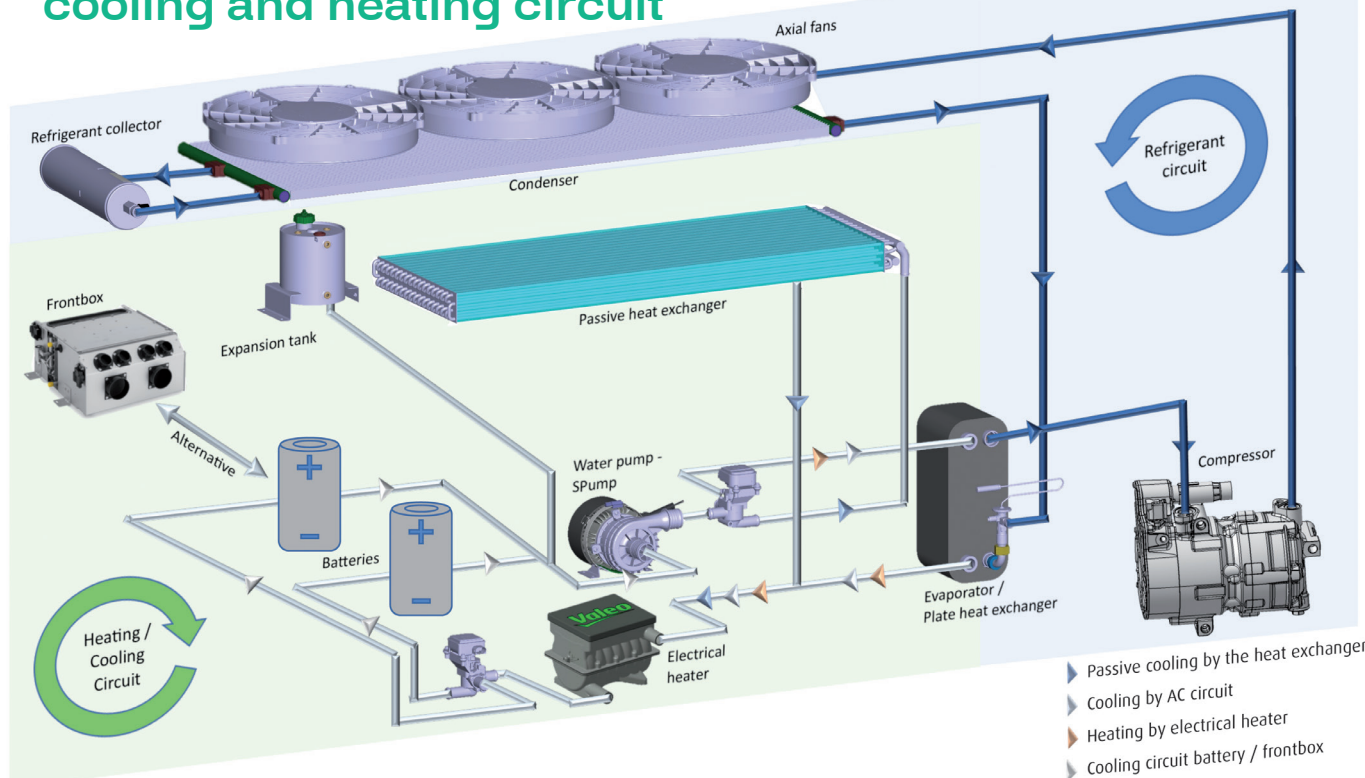 cooling and heating circuit
Axial fans
Refrigerant collector
Refrigerant
circuit
Condenser
Frontbox
Passive heat exchanger
Expansion tank
Alternative
Water pump -
SPump
Compressor
+
+
-
-
Batteries
Evaporator /
Plate heat exchanger
Valeo
Heating /
Cooling
Circuit
Electrical
heater
Passive cooling by the heat exchanger
Cooling by AC circuit
Heating by electrical heater
Cooling circuit battery / frontbox